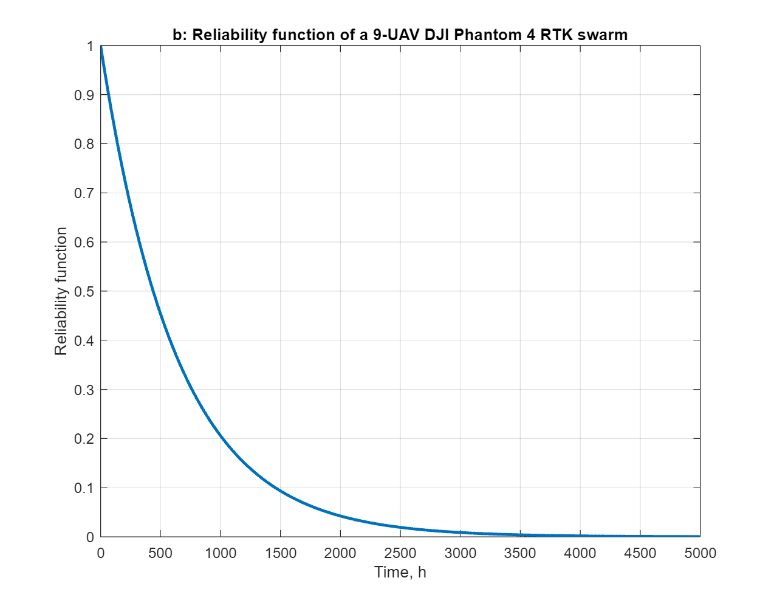 b: Reliability function of a 9-UAV DJI Phantom 4 RTK swarm
1
0.9
0.8
0.7
0.6
0.5
0.4
0.3
0.2
0.1
0
Reliability function
0 500 1000 1500 2000 2500 3000 3500 4000 4500 5000
Time, h